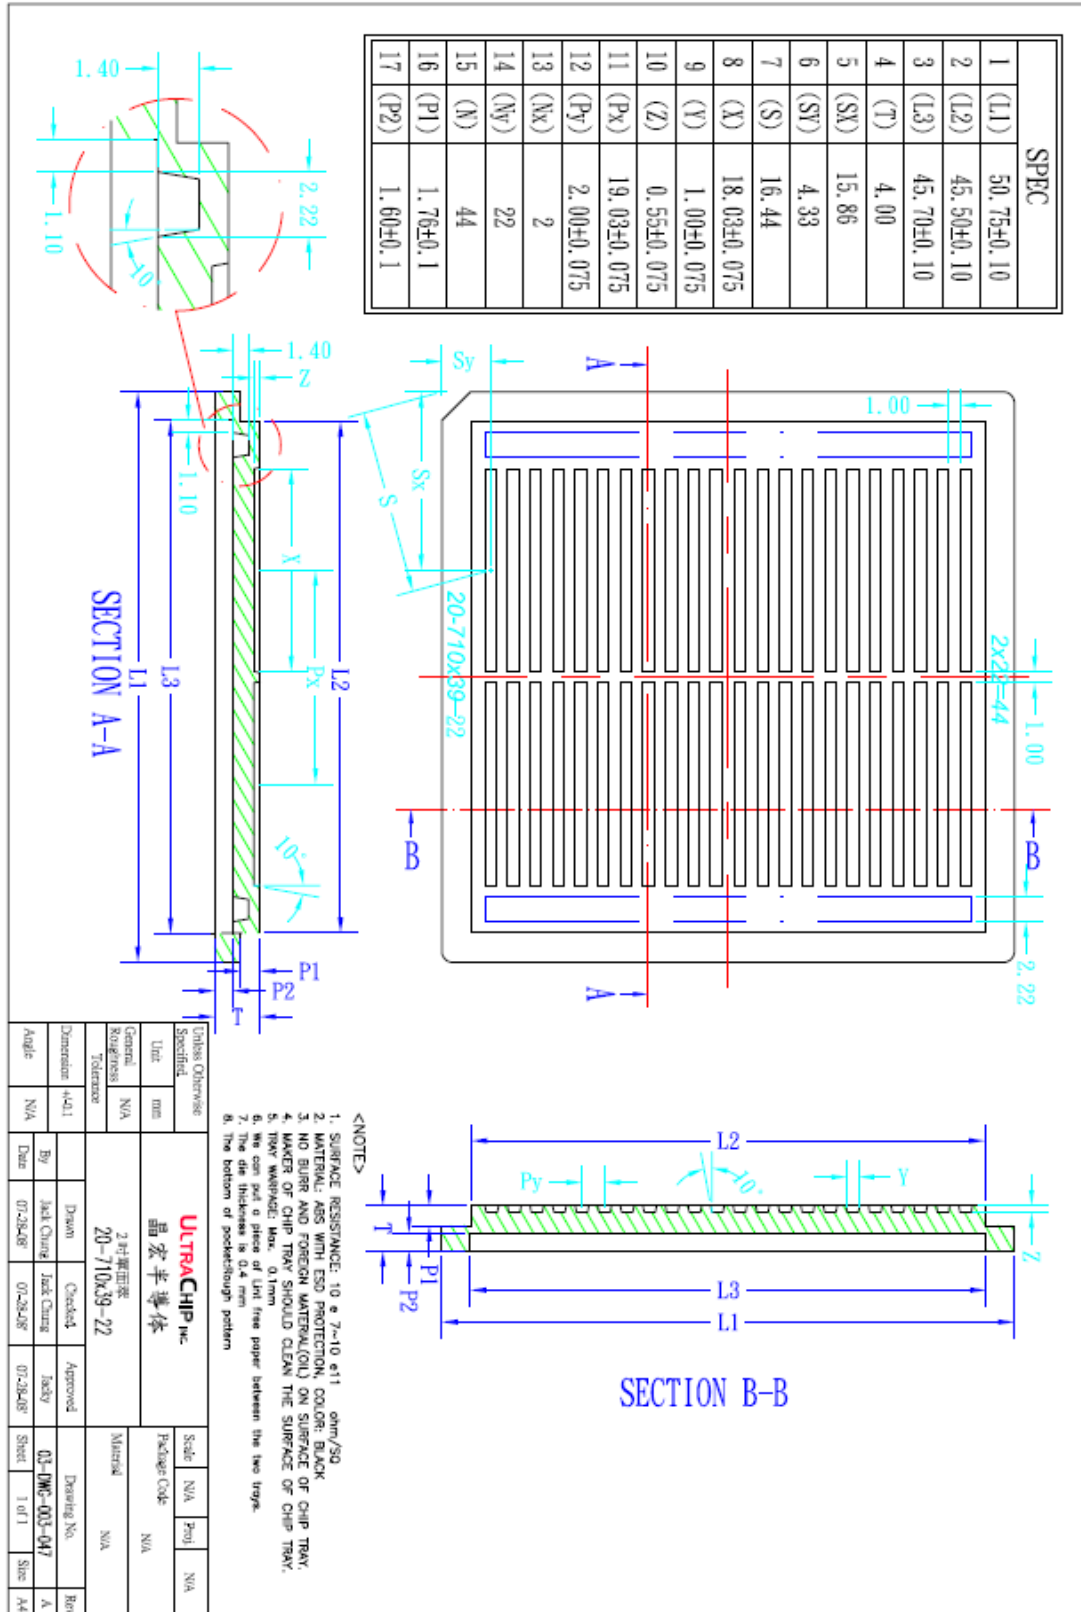 SPEC
1 (L1) 50.75±0.10
2 (L2) 45.50±0.10
3 (L3) 45.70±0.10
4 (T) 4.00
5 (SX) 15.86
6 (SY) 4.33
7 (S) 16.44
8 (X) 18.03±0.075
9 (Y) 1.00±0.075
10 (Z) 0.55±0.075
11 (Px) 19.03±0.075
12 (Py) 2.00±0.075
13 (Nx) 2
14 (Ny) 22
15 (N) 44
16 (P1) 1.76±0.1
17 (P2) 1.60±0.1
1.40
2.22
1.10
10°
1.40
Z
1.10
X
Px
L2
L3
L1
10°
P1
P2
T
SECTION A-A
A
Sy
Sx
S
1.00
20-710x39-22
2x22=44
1.00
B
B
2.22
A
L2
Py
10°
Y
T
P1
P2
Z
L3
L1
SECTION B-B
<NOTE>
1. SURFACE RESISTANCE: 10 e 7~10 e11 ohm/SQ
2. MATERIAL: ABS WITH ESD PROTECTION, COLOR: BLACK
3. NO BURR AND FOREIGN MATERIAL(OIL) ON SURFACE OF CHIP TRAY.
4. MAKER OF CHIP TRAY SHOULD CLEAN THE SURFACE OF CHIP TRAY.
5. TRAY WARPAGE: Max. 0.1mm
6. We can put a piece of Lint free paper between the two trays.
7. The die thickness is 0.4 mm
8. The bottom of pocket:Rough pattern
Unless Otherwise Specified
Unit mm
General Roughness N/A
Tolerance
Dimension +/-0.1
Angle N/A
ULTRACHIP INC.
晶宏半導体
2吋單面盤
20-710x39-22
Drawn Checked Approved
By Jack Chung Jack Chung Jacky
Date 07-28-08' 07-28-08' 07-28-08'
Scale N/A Proj. N/A
Package Code N/A
Material N/A
Drawing No. Rev
03-DWG-003-047 A
Sheet 1 of 1 Size A4